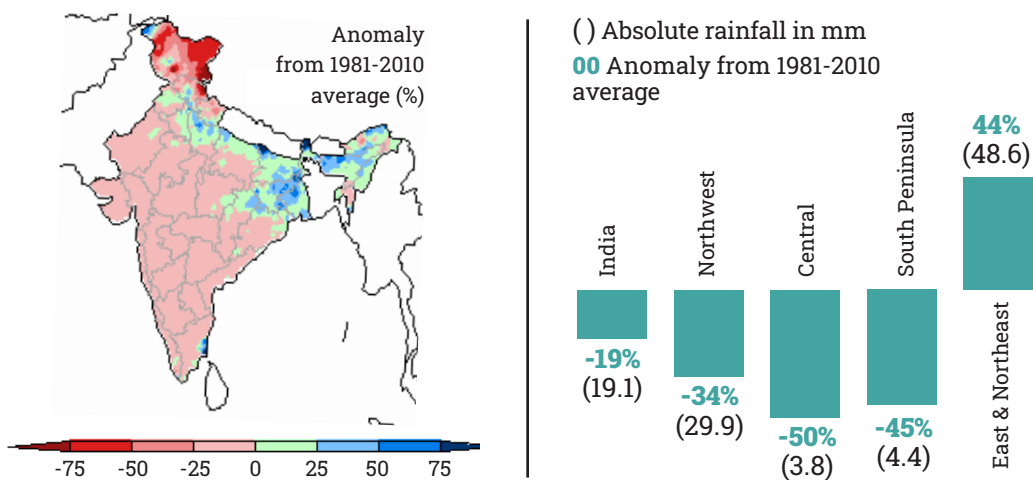 Anomaly
from 1981-2010
average (%)
-75 -50 -25 0 25 50 75
( ) Absolute rainfall in mm
00 Anomaly from 1981-2010
average
India
-19%
(19.1)
Northwest
-34%
(29.9)
Central
-50%
(3.8)
South Peninsula
-45%
(4.4)
44%
(48.6)
East & Northeast